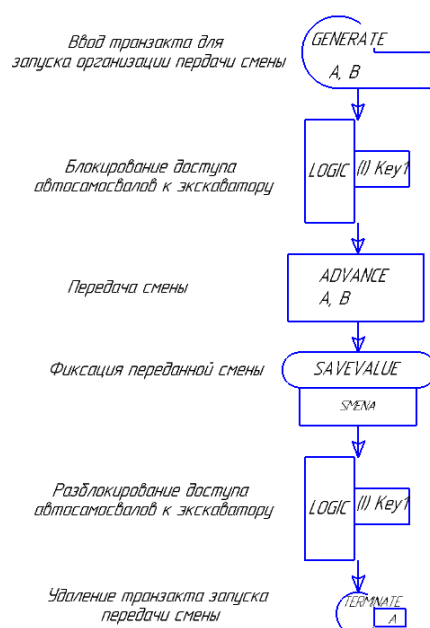 Ввод транзакта для
запуска организации пердачи смены
GENERATE
A, B
Блокирование доступа
автосамосвалов к экскаватору
LOGIC
(I) Key1
Передача смены
ADVANCE
A, B
Фиксация переданной смены
SAVEVALUE
SMENA
Разблокирование доступа
автосамосвалов к экскаватору
LOGIC
(I) Key1
Удаление транзакта запуска
передачи смены
TERMINATE
A